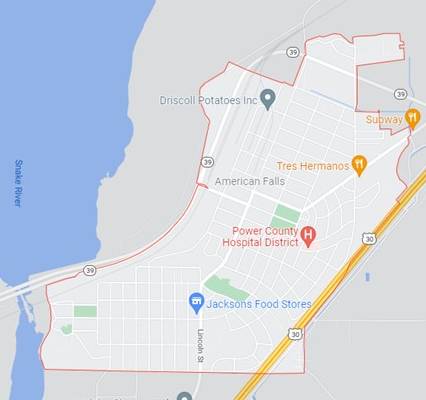 39
39
Driscoll Potatoes Inc
Subway
39
Tres Hermanos
Snake River
American Falls
Power County
Hospital District
30
39
Jacksons Food Stores
30
Lincoln St